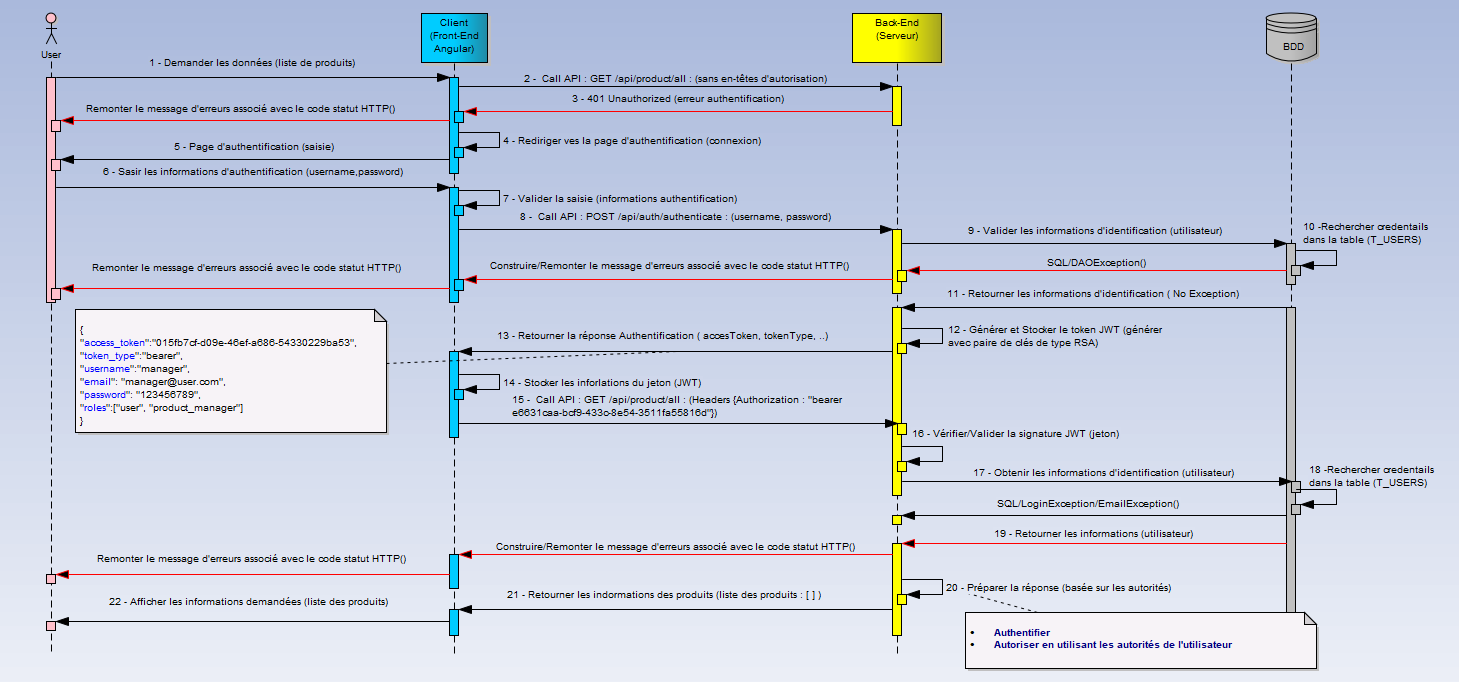 User
Client
(Front-End
Angular)
Back-End
(Serveur)
BDD
1 - Demander les données (liste de produits)
2 - Call API : GET /api/product/all : (sans en-têtes d'autorisation)
3 - 401 Unauthorized (erreur authentification)
Remonter le message d'erreurs associé avec le code statut HTTP()
4 - Rediriger ves la page d'authentification (connexion)
5 - Page d'authentification (saisie)
6 - Sasir les informations d'authentification (username,password)
7 - Valider la saisie (informations authentification)
8 - Call API : POST /api/auth/authenticate : (username, password)
9 - Valider les informations d'identification (utilisateur)
10 -Rechercher credentails
dans la table (T_USERS)
SQL/DAOException()
Construire/Remonter le message d'erreurs associé avec le code statut HTTP()
Remonter le message d'erreurs associé avec le code statut HTTP()
11 - Retourner les informations d'identification ( No Exception)
12 - Générer et Stocker le token JWT (générer
avec paire de clés de type RSA)
13 - Retourner la réponse Authentification ( accesToken, tokenType, ..)
{
"access_token":"015fb7cf-d09e-46ef-a686-54330229ba53",
"token_type":"bearer",
"username":"manager",
"email": "manager@user.com",
"password": "123456789",
"roles":["user", "product_manager"]
}
14 - Stocker les inforlations du jeton (JWT)
15 - Call API : GET /api/product/all : (Headers {Authorization : "bearer
e6631caa-bcf9-433c-8e54-3511fa55816d"})
16 - Vérifier/Valider la signature JWT (jeton)
17 - Obtenir les informations d'identification (utilisateur)
18 -Rechercher credentails
dans la table (T_USERS)
SQL/LoginException/EmailException()
19 - Retourner les informations (utilisateur)
Construire/Remonter le message d'erreurs associé avec le code statut HTTP()
Remonter le message d'erreurs associé avec le code statut HTTP()
20 - Préparer la réponse (basée sur les autorités)
21 - Retourner les indormations des produits (liste des produits : [ ] )
22 - Afficher les informations demandées (liste des produits)
• Authentifier
• Autoriser en utilisant les autorités de l'utilisateur